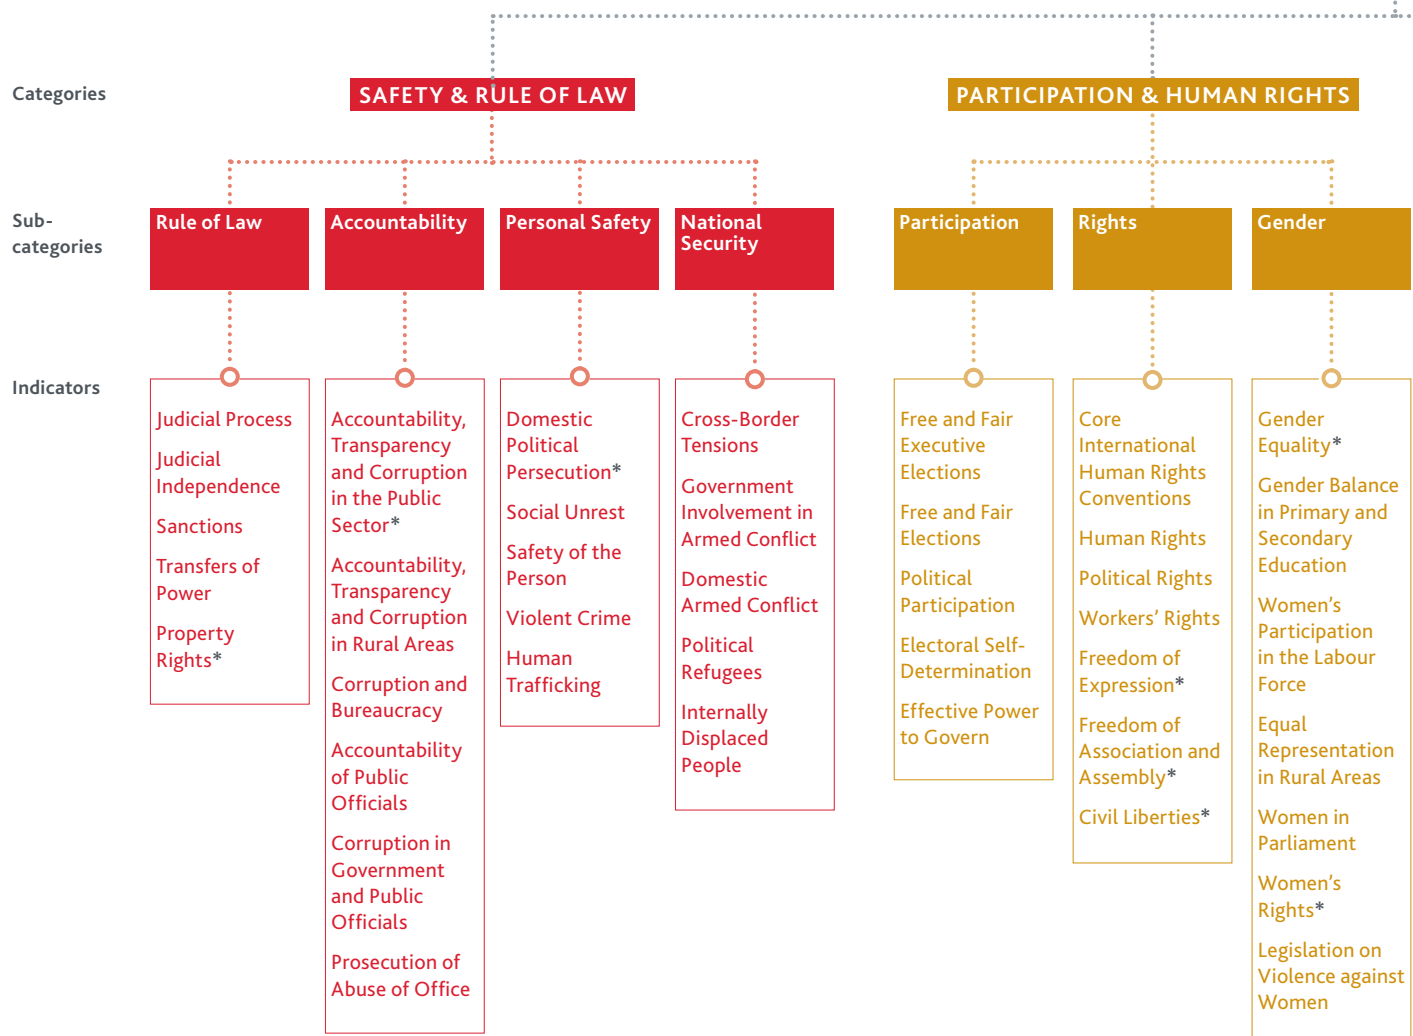 Categories
SAFETY & RULE OF LAW
PARTICIPATION & HUMAN RIGHTS
Sub-
categories
Rule of Law
Accountability
Personal Safety
National
Security
Participation
Rights
Gender
Indicators
Judicial Process
Judicial
Independence
Sanctions
Transfers of
Power
Property
Rights*
Accountability,
Transparency
and Corruption
in the Public
Sector*
Accountability,
Transparency
and Corruption
in Rural Areas
Corruption and
Bureaucracy
Accountability
of Public
Officials
Corruption in
Government
and Public
Officials
Prosecution of
Abuse of Office
Domestic
Political
Persecution*
Social Unrest
Safety of the
Person
Violent Crime
Human
Trafficking
Cross-Border
Tensions
Government
Involvement in
Armed Conflict
Domestic
Armed Conflict
Political
Refugees
Internally
Displaced
People
Free and Fair
Executive
Elections
Free and Fair
Elections
Political
Participation
Electoral Self-
Determination
Effective Power
to Govern
Core
International
Human Rights
Conventions
Human Rights
Political Rights
Workers’ Rights
Freedom of
Expression*
Freedom of
Association and
Assembly*
Civil Liberties*
Gender
Equality*
Gender Balance
in Primary and
Secondary
Education
Women’s
Participation
in the Labour
Force
Equal
Representation
in Rural Areas
Women in
Parliament
Women’s
Rights*
Legislation on
Violence against
Women